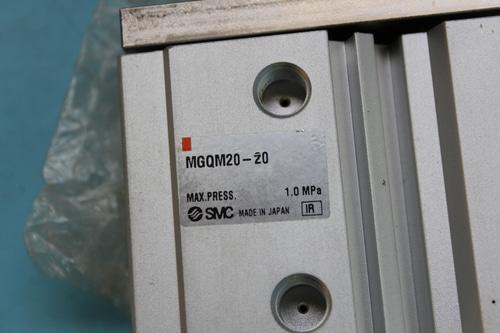 MGQM20-20
MAX.PRESS. 1.0 MPa
SMC MADE IN JAPAN IR